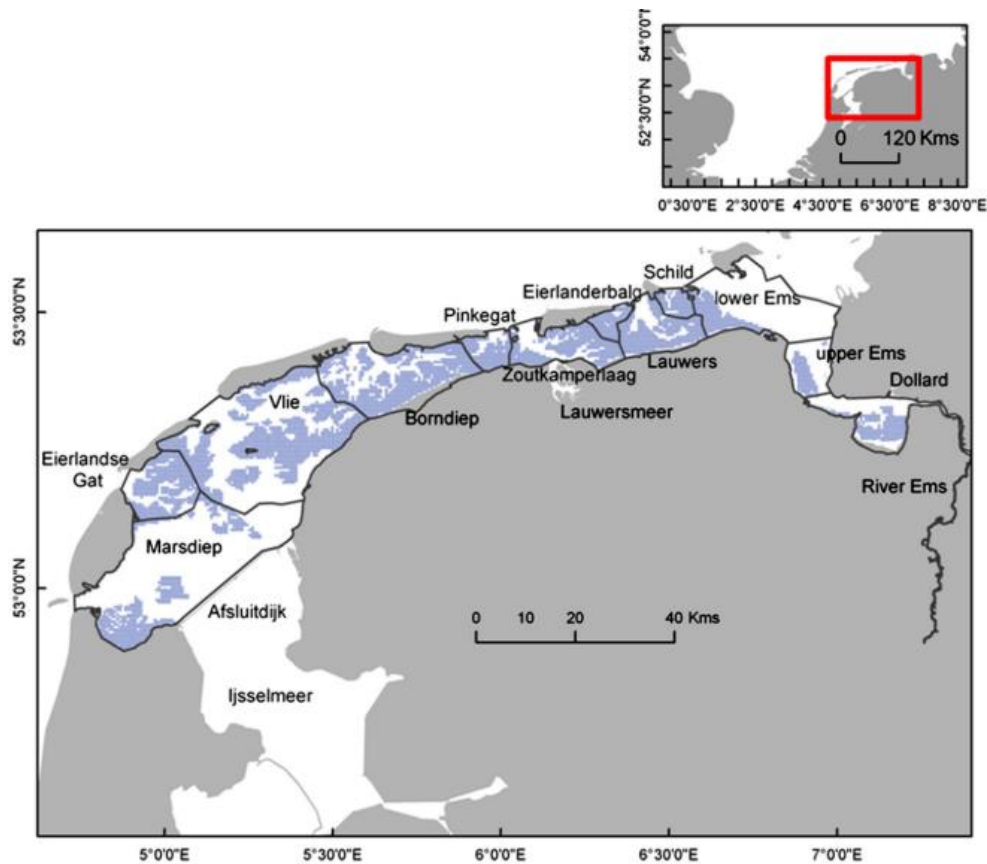 54°0'0"N
52°30'0"N
0 120 Kms
0°30'0"E 2°30'0"E 4°30'0"E 6°30'0"E 8°30'0"E
53°30'0"N
53°0'0"N
Schild
Eierlanderbalg
lower Ems
Pinkegat
upper Ems
Lauwers
Zoutkamperlaag
Dollard
Vlie
Borndiep
Lauwersmeer
Eierlandse
Gat
River Ems
Marsdiep
Afsluitdijk
0 10 20 40 Kms
Ijsselmeer
5°0'0"E 5°30'0"E 6°0'0"E 6°30'0"E 7°0'0"E